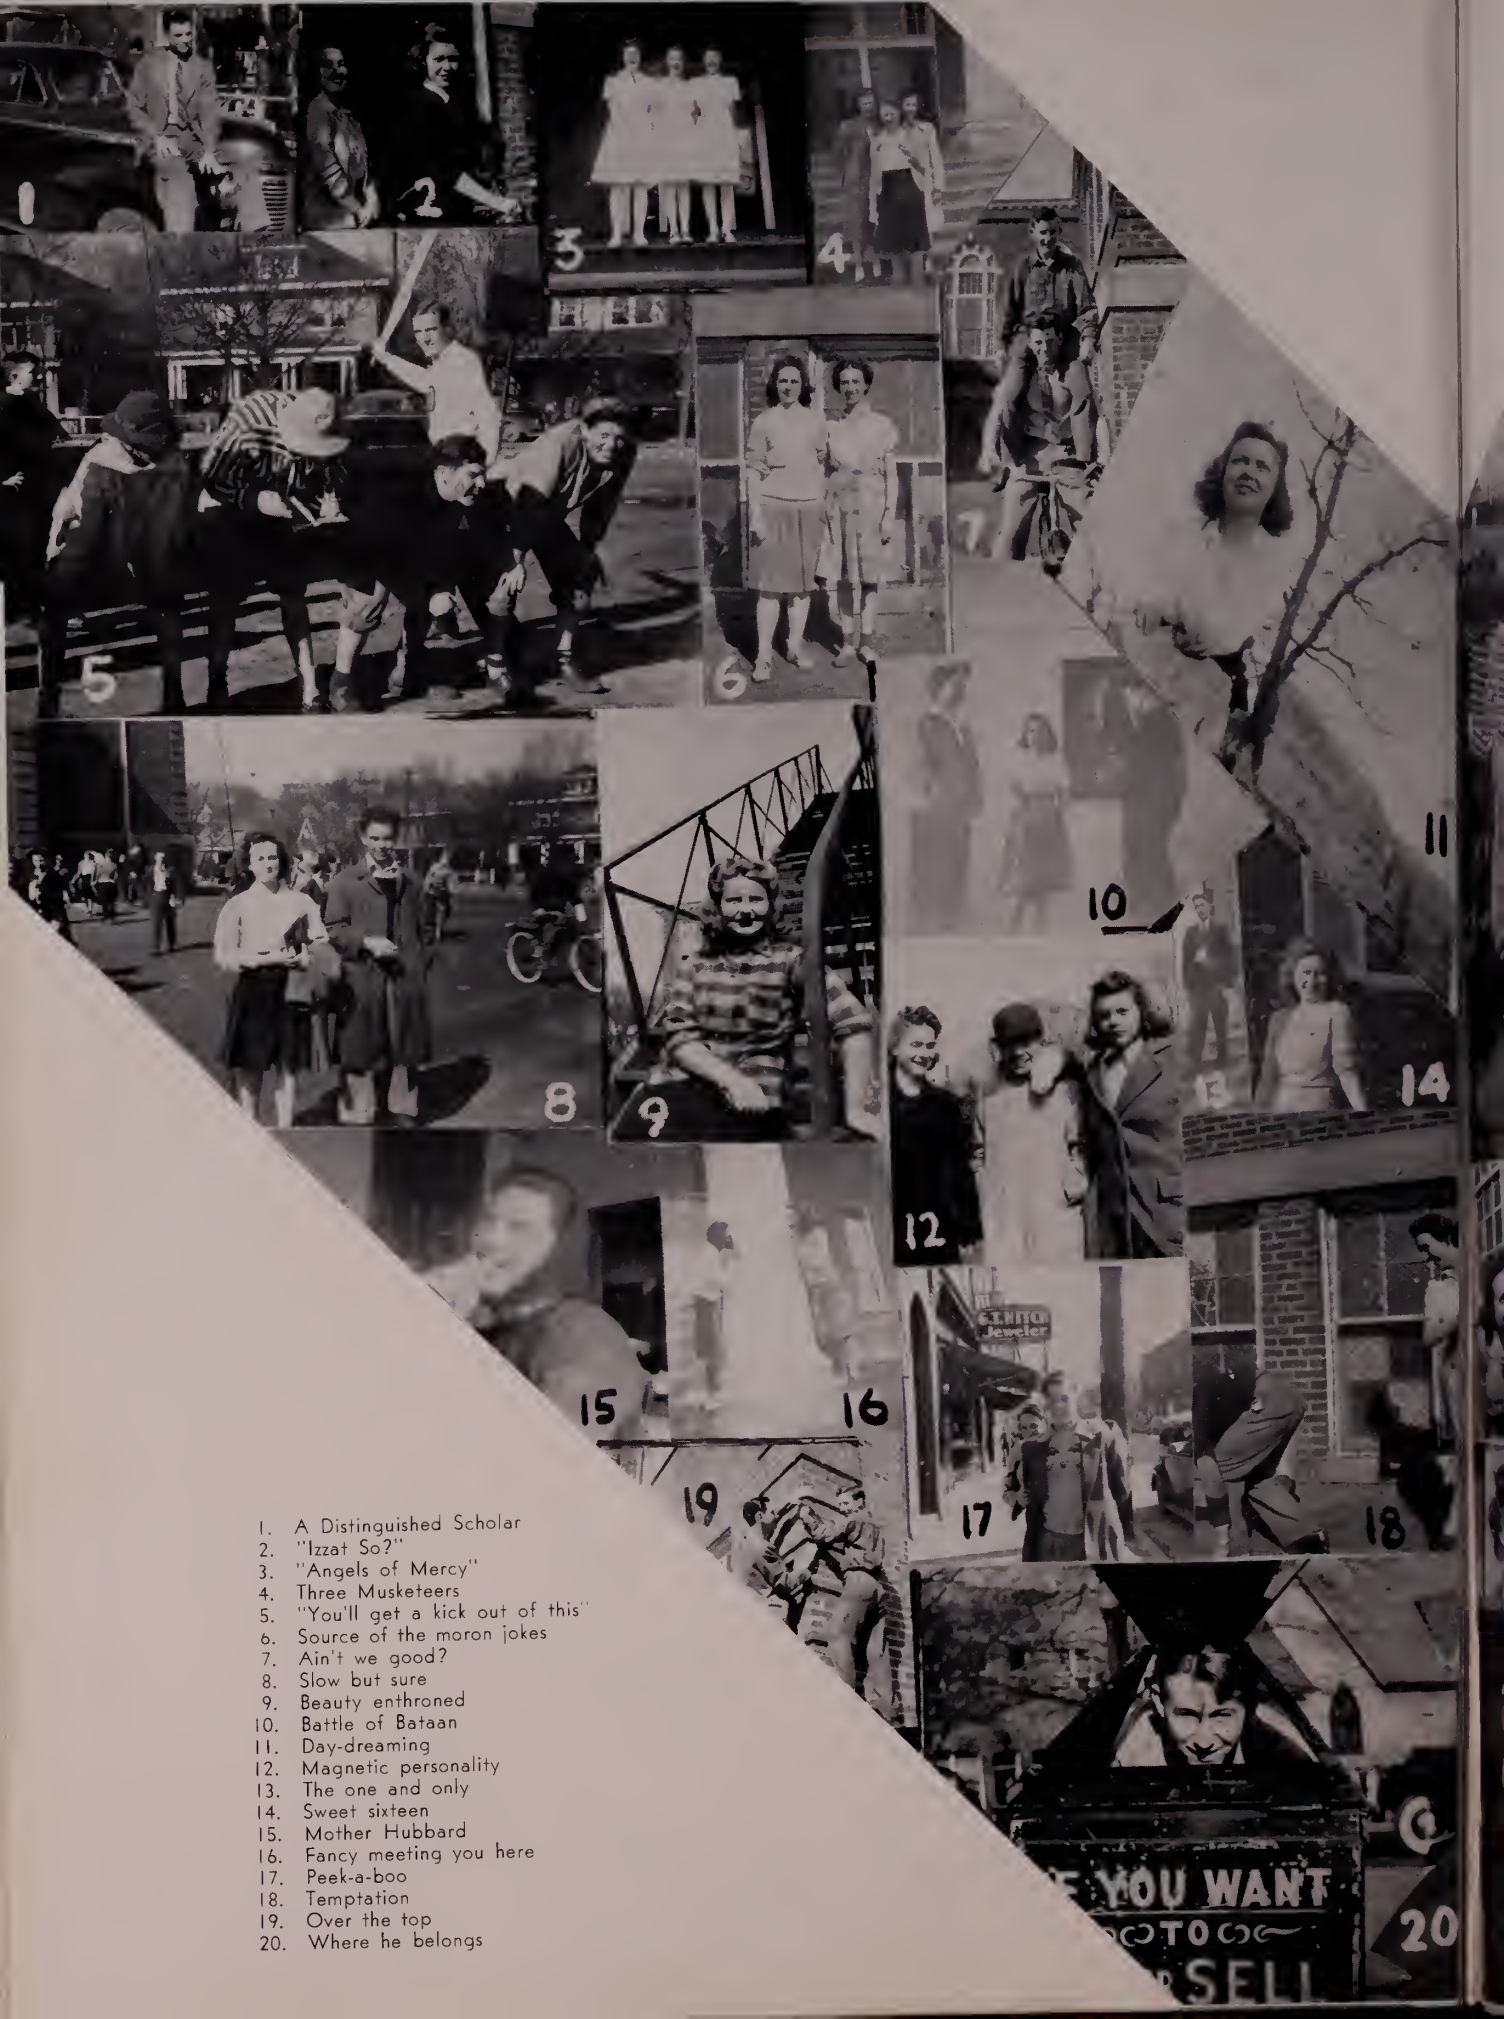 1
2
3
4
5
6
7
8
9
10
11
12
13
14
15
16
G.T. HITCH
Jeweler
17
18
19
YOU WANT
TO
SELL
20
1. A Distinguished Scholar
2. "Izzat So?"
3. "Angels of Mercy"
4. Three Musketeers
5. "You'll get a kick out of this"
6. Source of the moron jokes
7. Ain't we good?
8. Slow but sure
9. Beauty enthroned
10. Battle of Bataan
11. Day-dreaming
12. Magnetic personality
13. The one and only
14. Sweet sixteen
15. Mother Hubbard
16. Fancy meeting you here
17. Peek-a-boo
18. Temptation
19. Over the top
20. Where he belongs